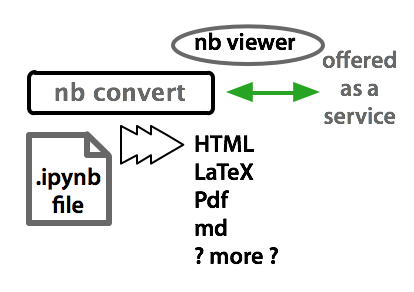 nb viewer
offered
as a
service
nb convert
.ipynb
file
HTML
LaTeX
Pdf
md
? more ?